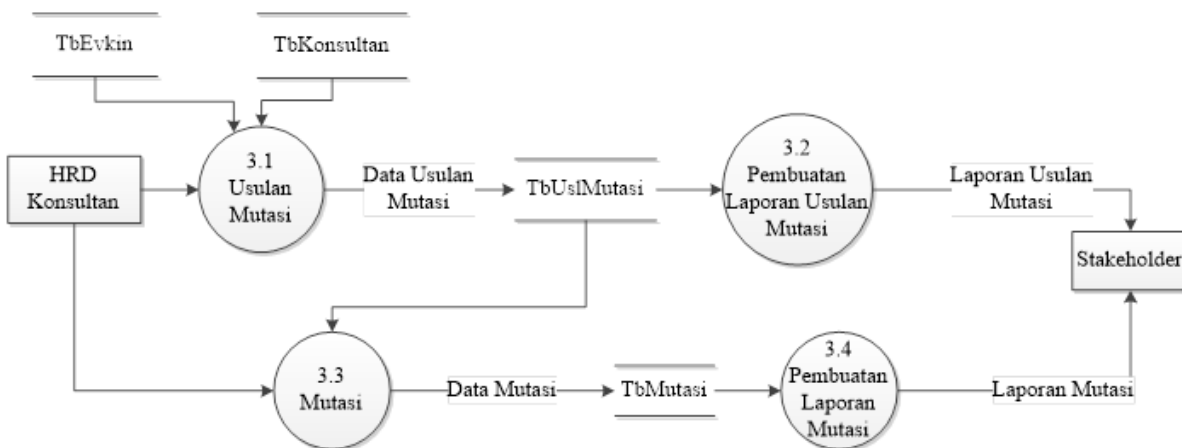 TbEvkin
TbKonsultan
HRD
Konsultan
3.1
Usulan
Mutasi
Data Usulan
Mutasi
TbUslMutasi
3.2
Pembuatan
Laporan Usulan
Mutasi
Laporan Usulan
Mutasi
Stakeholder
3.3
Mutasi
Data Mutasi
TbMutasi
3.4
Pembuatan
Laporan
Mutasi
Laporan Mutasi